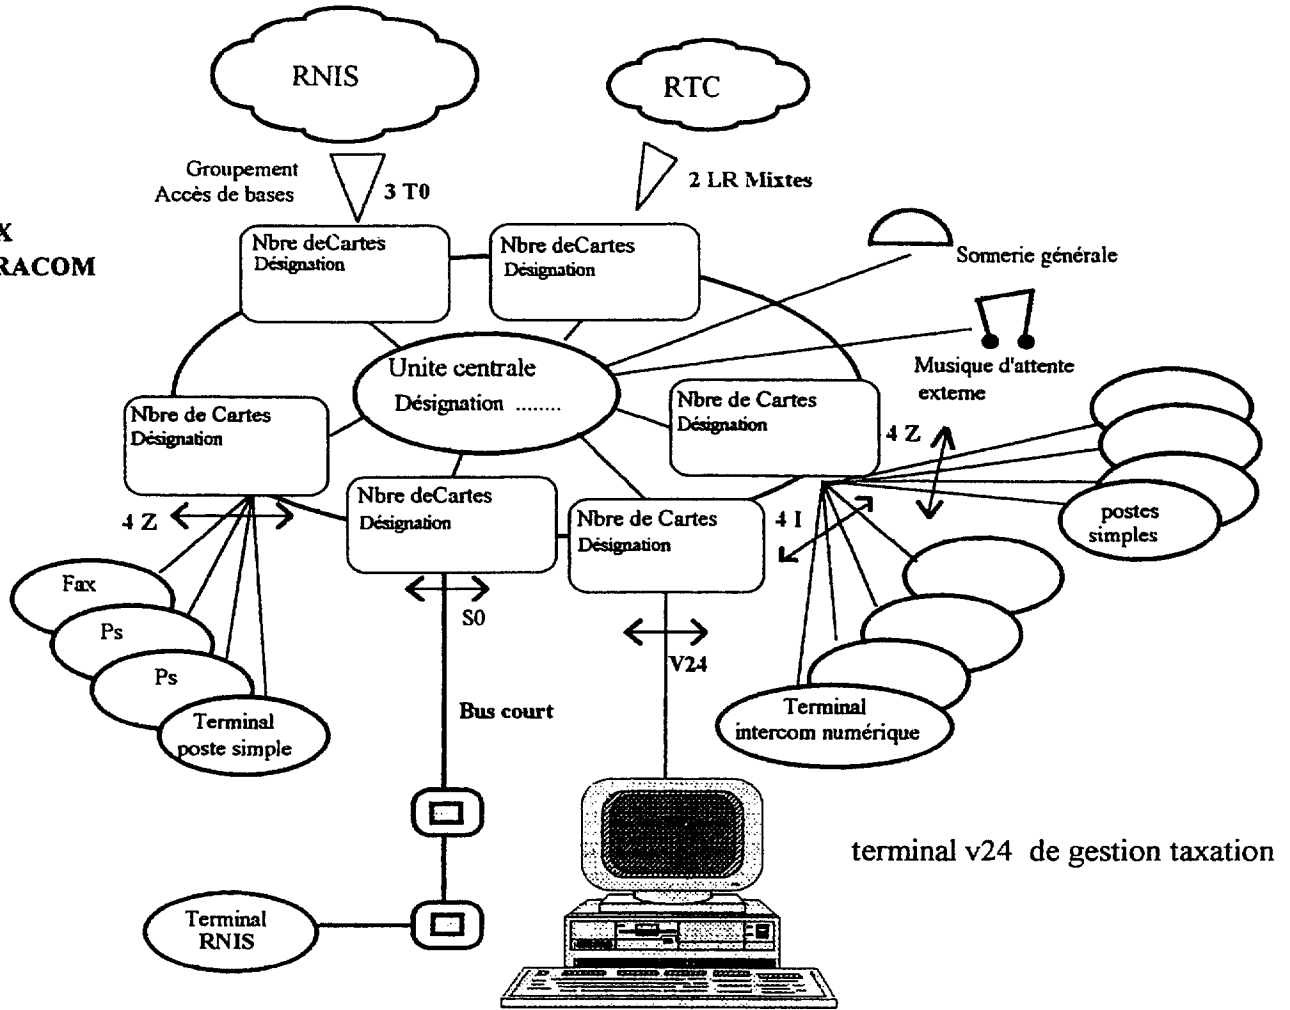 RNIS
RTC
Groupement
Accès de bases
3 T0
2 LR Mixtes
X
RACOM
Nbre deCartes
Désignation
Nbre deCartes
Désignation
Sonnerie générale
Musique d'attente
externe
Unite centrale
Désignation ........
Nbre de Cartes
Désignation
Nbre de Cartes
Désignation
4 Z
Nbre deCartes
Désignation
Nbre de Cartes
Désignation
4 Z
4 I
postes
simples
Fax
Ps
Ps
Terminal
poste simple
S0
V24
Bus court
Terminal
intercom numérique
terminal v24 de gestion taxation
Terminal
RNIS